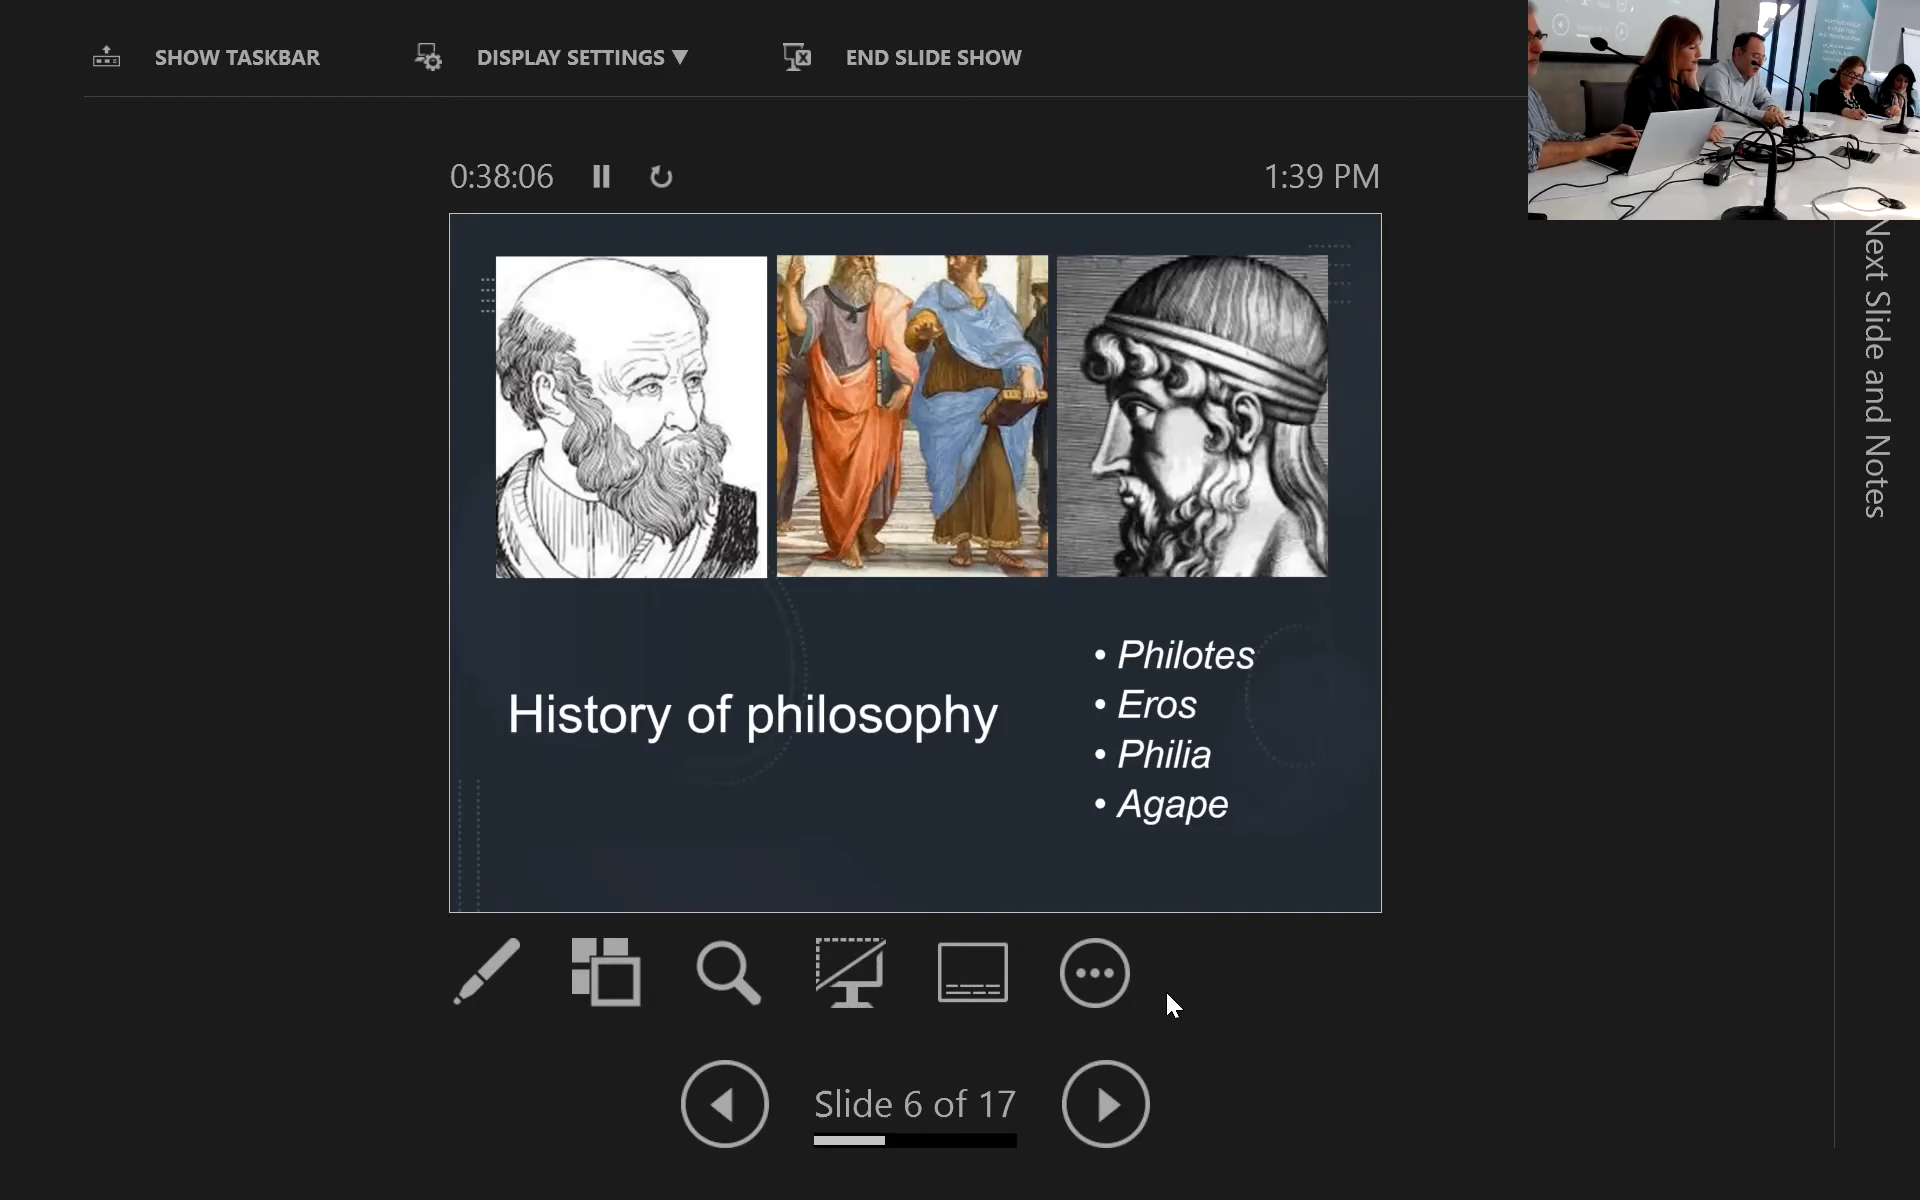 SHOW TASKBAR
DISPLAY SETTINGS ▼
END SLIDE SHOW
0:38:06
1:39 PM
History of philosophy
• Philotes
• Eros
• Philia
• Agape
Slide 6 of 17
Next Slide and Notes